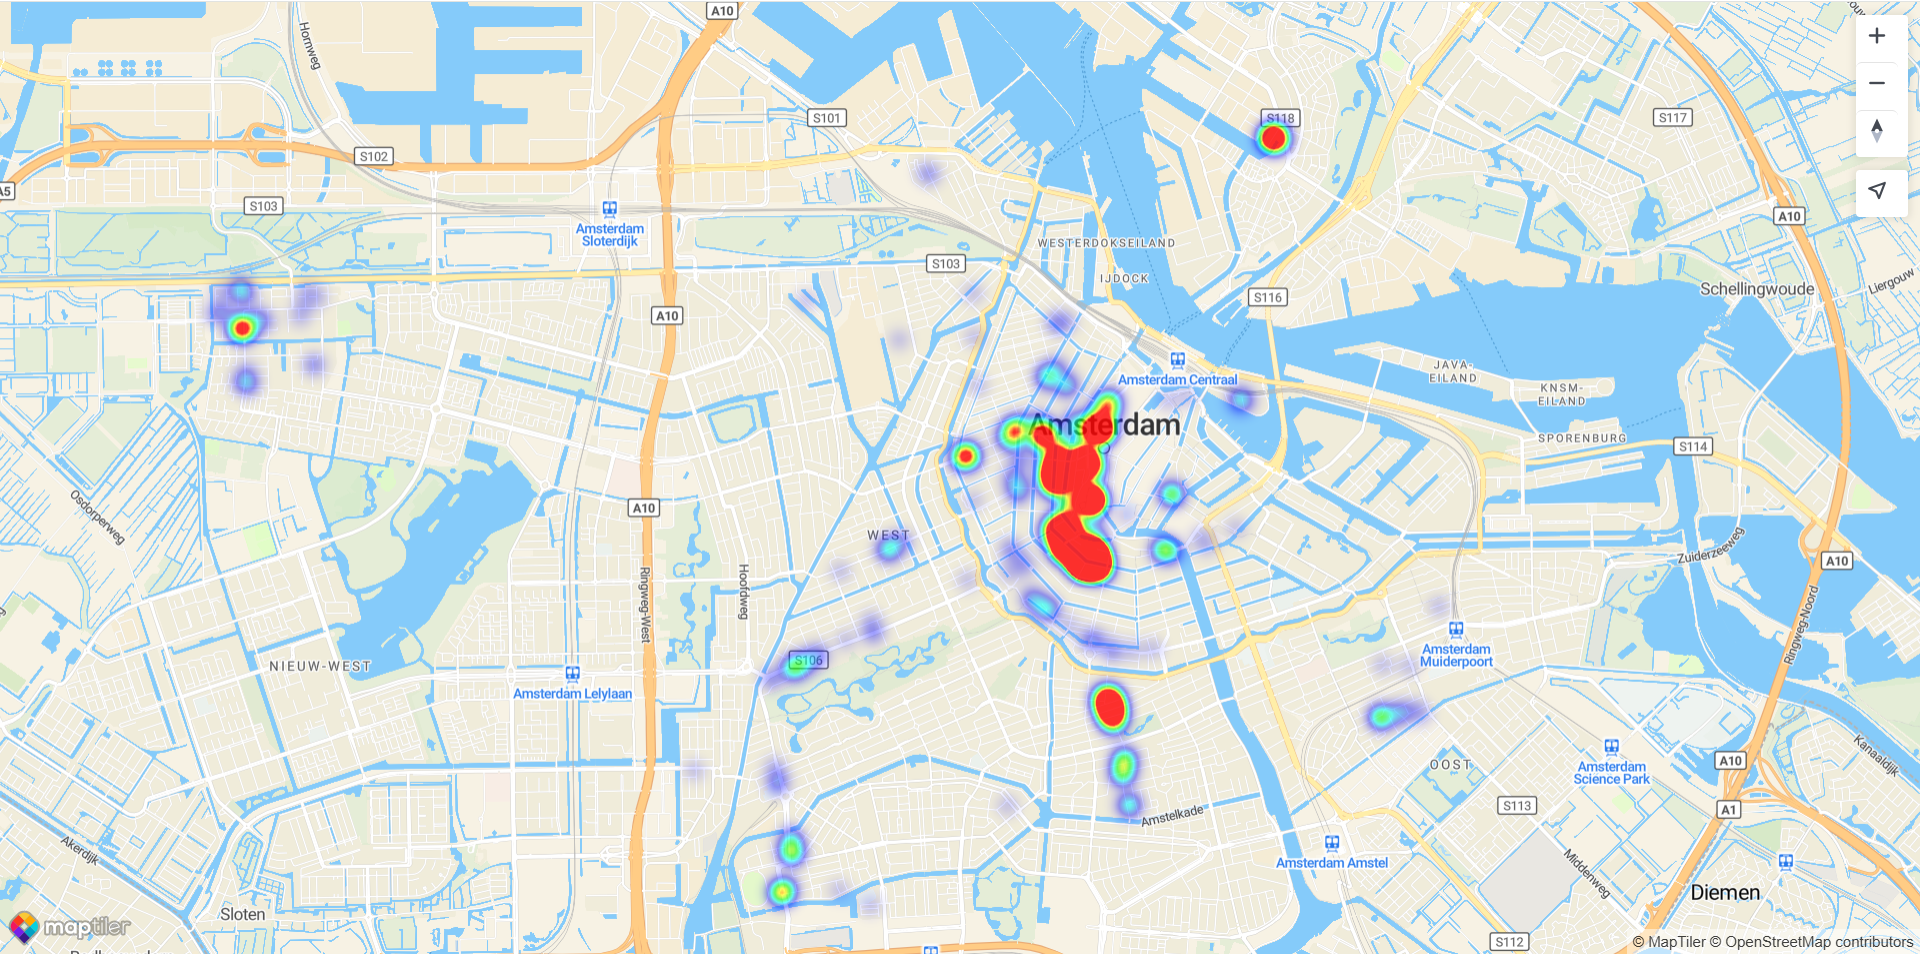 A10
Hornweg
S101
S118
S117
S102
A5
S103
A10
Amsterdam
Sloterdijk
WESTERDOKSEILAND
S103
IJDOCK
S116
Schellingwoude
Liergouw
A10
Amsterdam Centraal
JAVA-
EILAND
KNSM-
EILAND
Amsterdam
SPORENBURG
S114
Osdorperweg
A10
WEST
Zuiderzeeweg
A10
Hoofdweg
Ringweg-West
Ringweg-Noord
NIEUW-WEST
S106
Amsterdam
Muiderpoort
Amsterdam Lelylaan
Kanaaldijk
Amsterdam
Science Park
OOST
A10
S113
A1
Amstelkade
Akerdijk
Amsterdam Amstel
Middenweg
Diemen
Sloten
maptiler
S112
© MapTiler © OpenStreetMap contributors